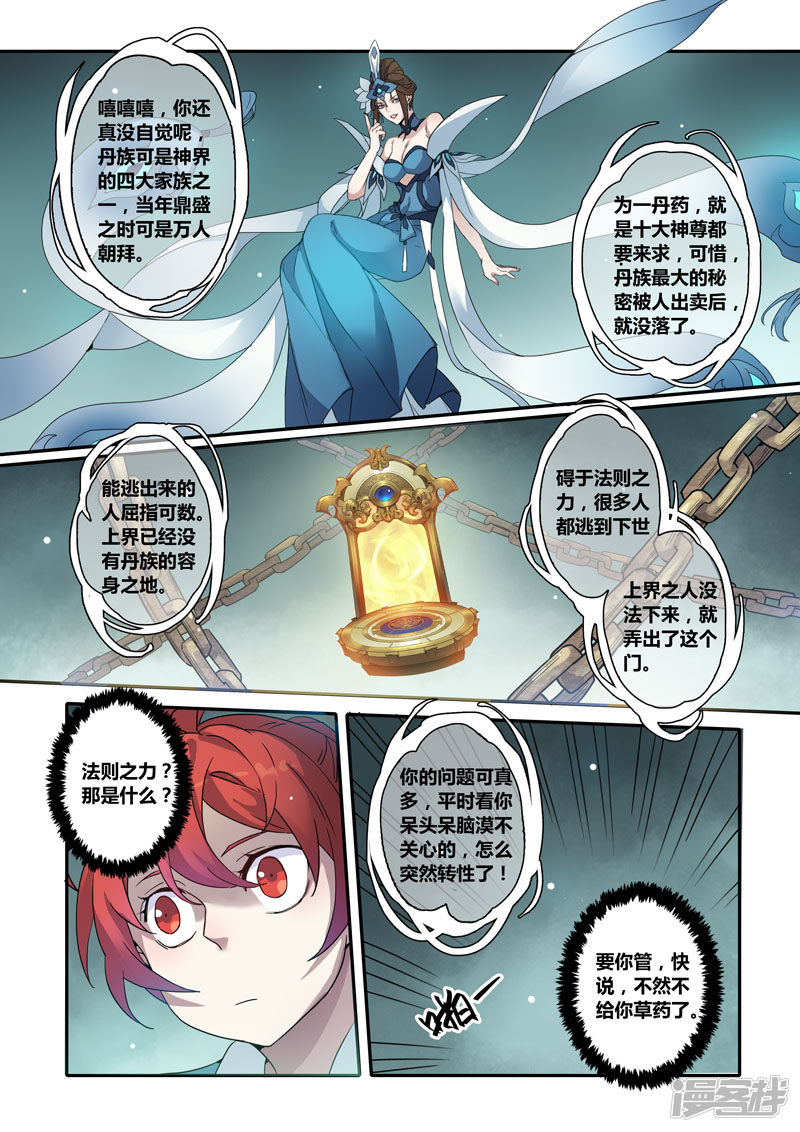 嘻嘻嘻，你还
真没自觉呢，
丹族可是神界
的四大家族之
一，当年鼎盛
之时可是万人
朝拜。
为一丹药，就
是十大神尊都
要来求，可惜，
丹族最大的秘
密被人出卖后，
就没落了。
能逃出来的
人屈指可数。
上界已经没
有丹族的容
身之地。
碍于法则之
力，很多人
都逃到下世
上界之人没
法下来，就
弄出了这个
门。
法则之力？
那是什么？
你的问题可真
多，平时看你
呆头呆脑漠不
关心的，怎么
突然转性了！
要你管，快
说，不然不
给你草药了。
啪一
漫客栈